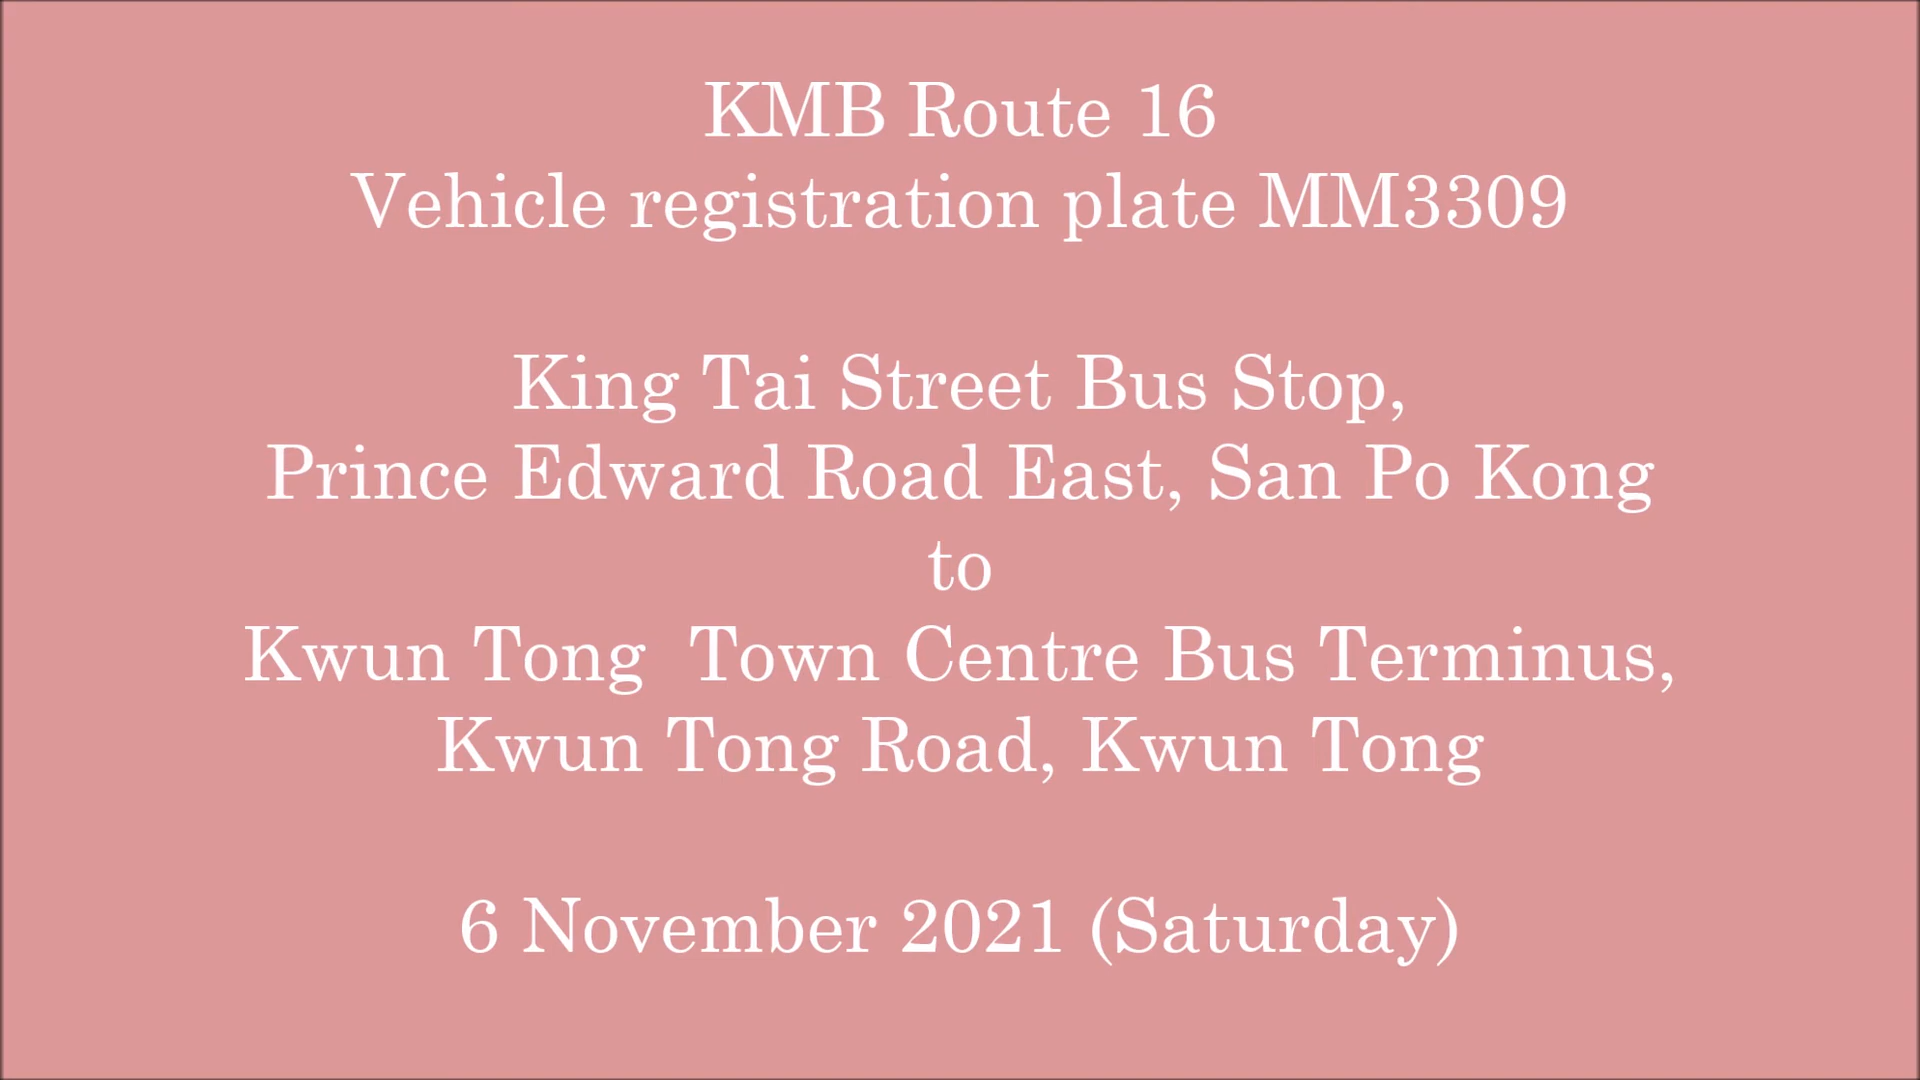 KMB Route 16
Vehicle registration plate MM3309
King Tai Street Bus Stop,
Prince Edward Road East, San Po Kong
to
Kwun Tong  Town Centre Bus Terminus,
Kwun Tong Road, Kwun Tong
6 November 2021 (Saturday)